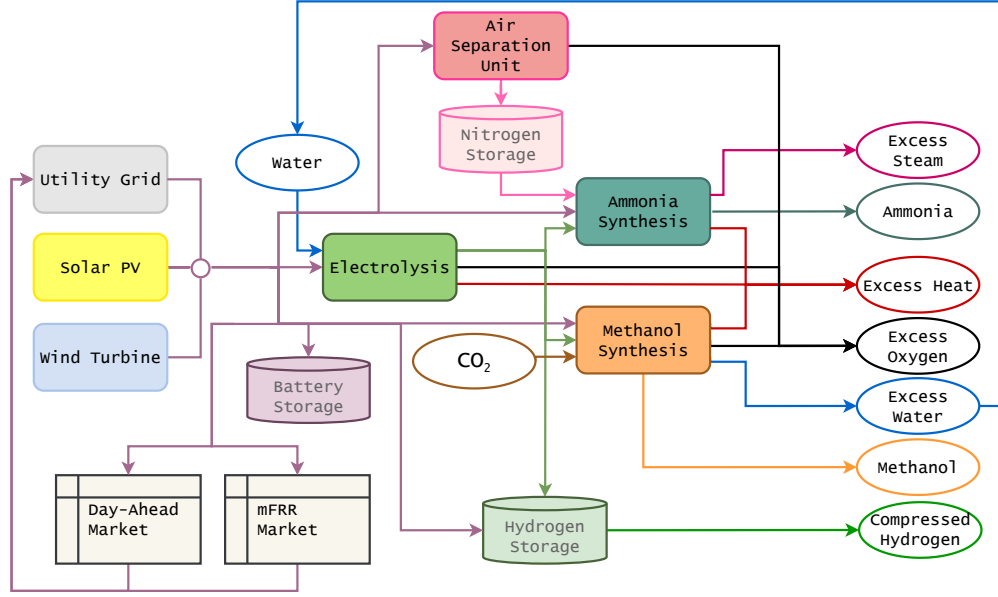 Air
Separation
Unit
Nitrogen
Storage
Water
Utility Grid
Solar PV
Wind Turbine
Electrolysis
Ammonia
Synthesis
Methanol
Synthesis
CO₂
Battery
Storage
Day-Ahead
Market
mFRR
Market
Hydrogen
Storage
Excess
Steam
Ammonia
Excess Heat
Excess
Oxygen
Excess
Water
Methanol
Compressed
Hydrogen